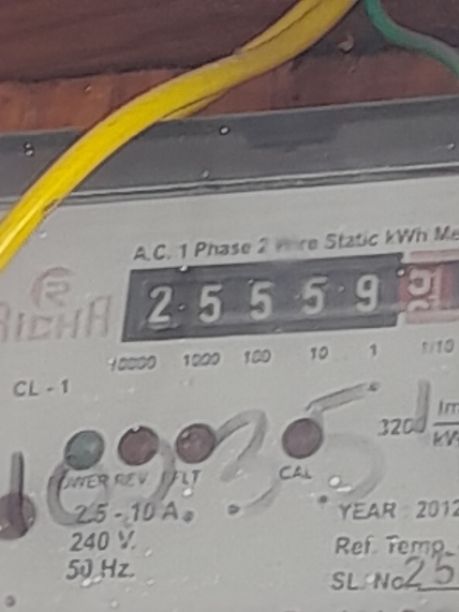 A.C. 1 Phase 2 Wire Static kWh Me
RICHA
2 5 5 5 9
10000 1000 100 10 1 1/10
CL - 1
320
POWER REV FLT CAL
2.5 - 10 A.
240 V.
50 Hz.
YEAR 2012
Ref. Temp.
SL. No 25